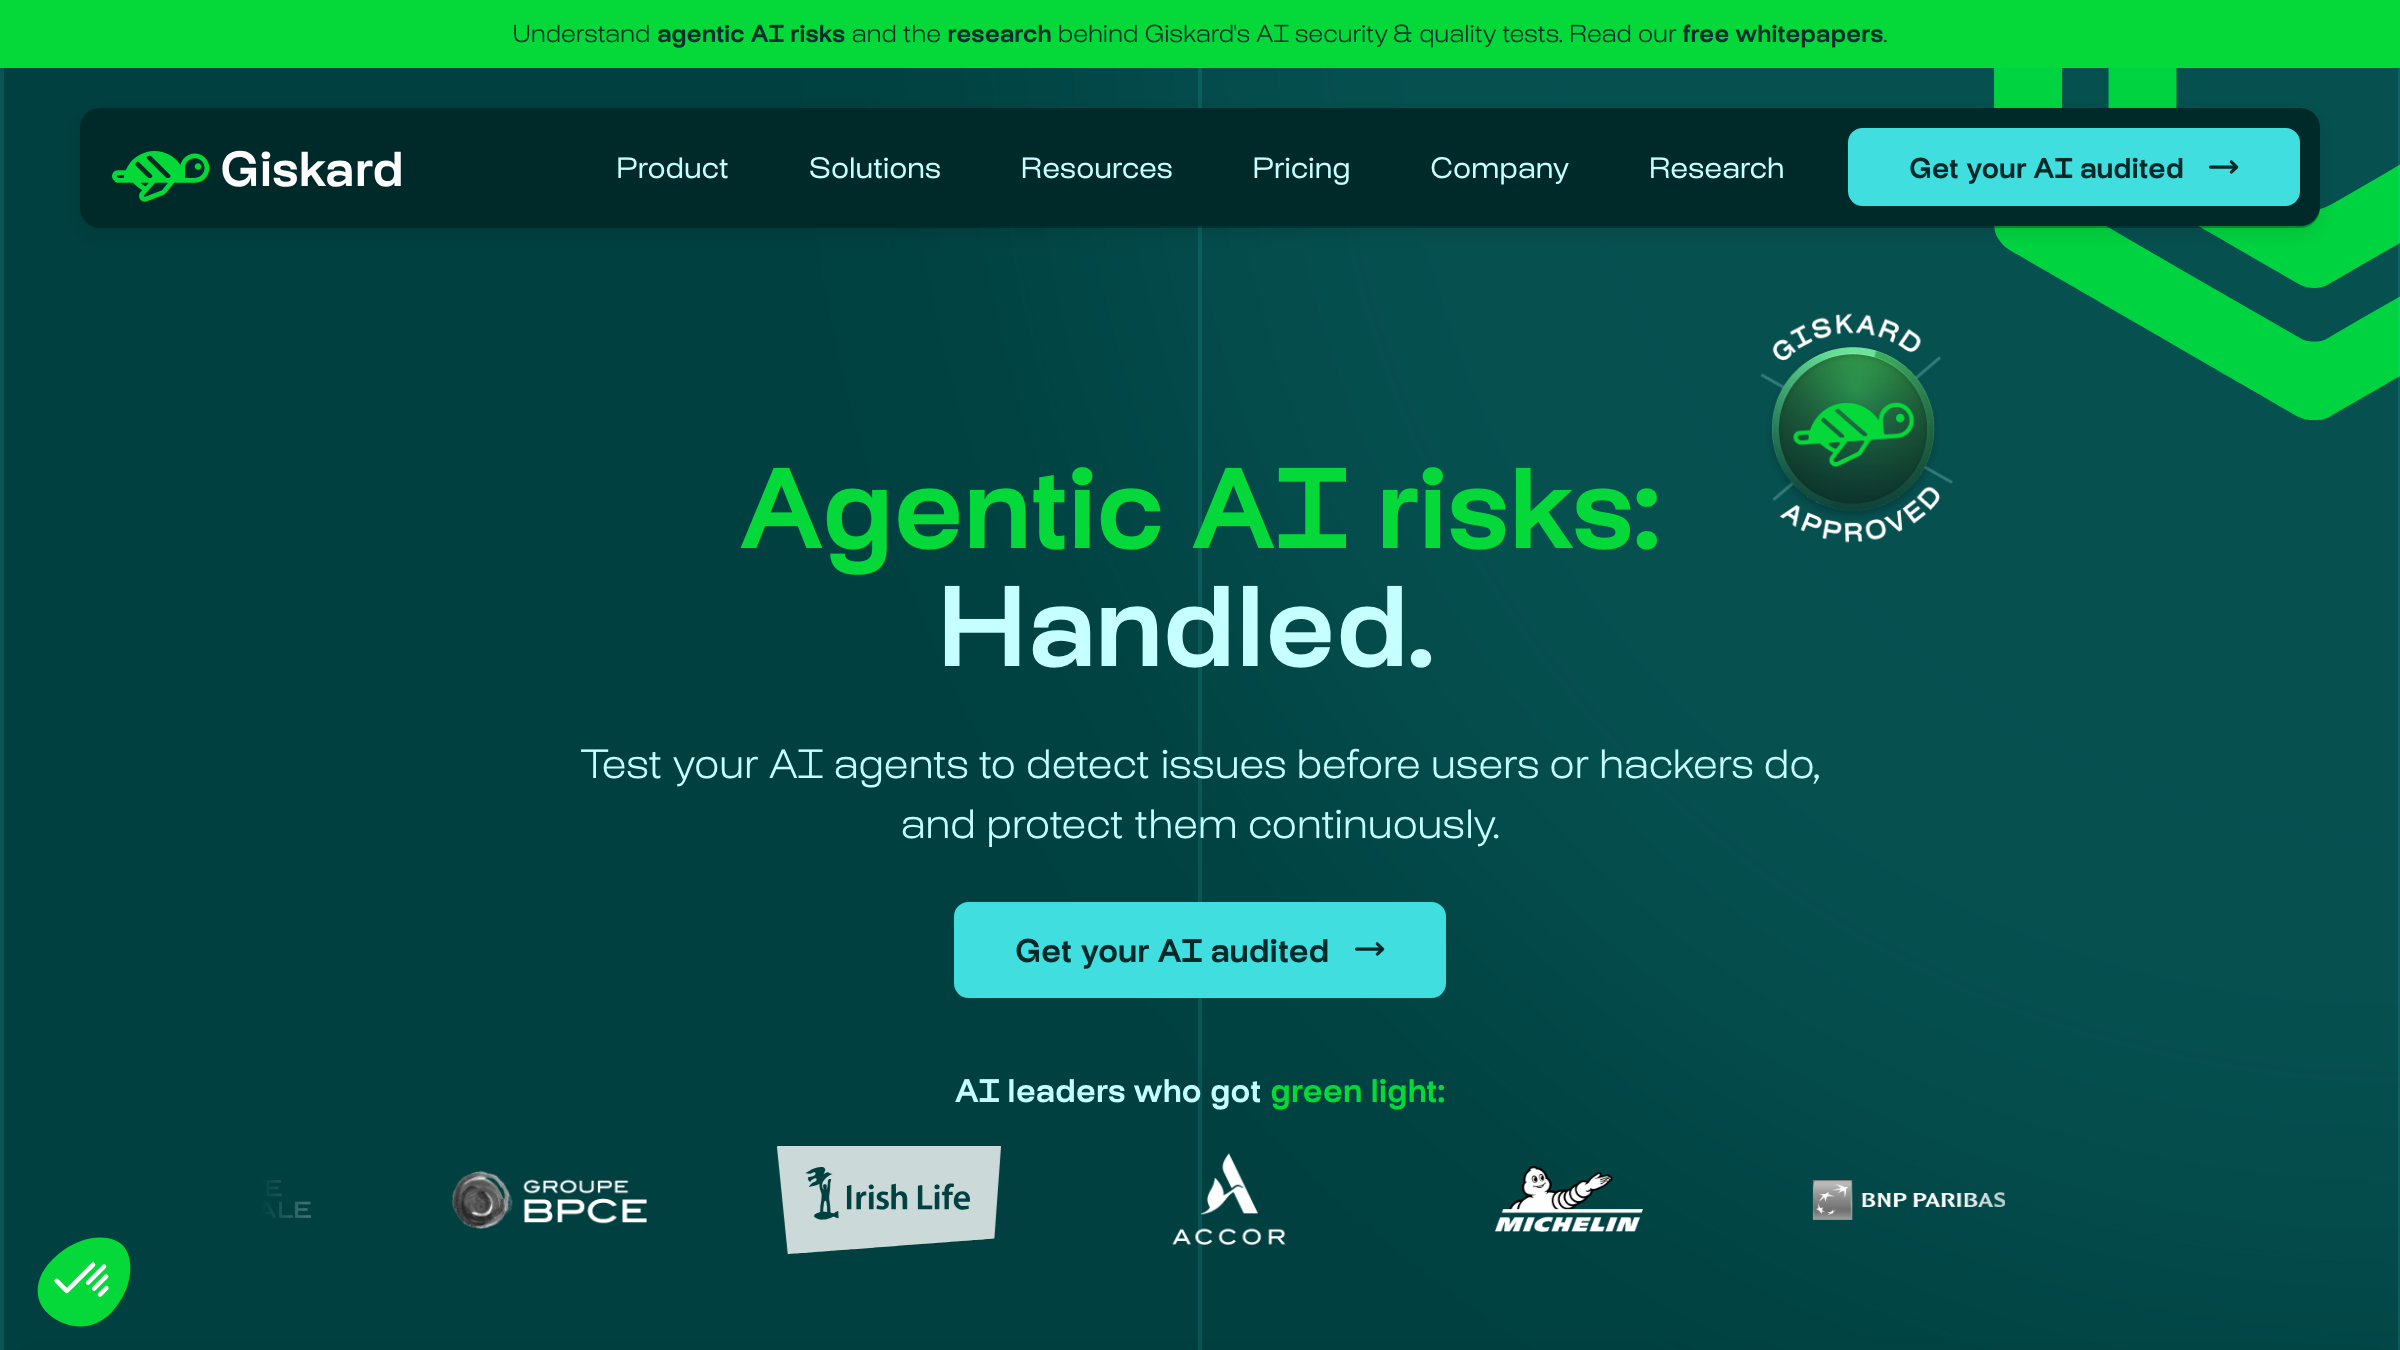 Understand agentic AI risks and the research behind Giskard's AI security & quality tests. Read our free whitepapers.
Giskard
Product
Solutions
Resources
Pricing
Company
Research
Get your AI audited →
GISKARD
APPROVED
Agentic AI risks:
Handled.
Test your AI agents to detect issues before users or hackers do,
and protect them continuously.
Get your AI audited →
AI leaders who got green light:
GROUPE
BPCE
Irish Life
ACCOR
MICHELIN
BNP PARIBAS